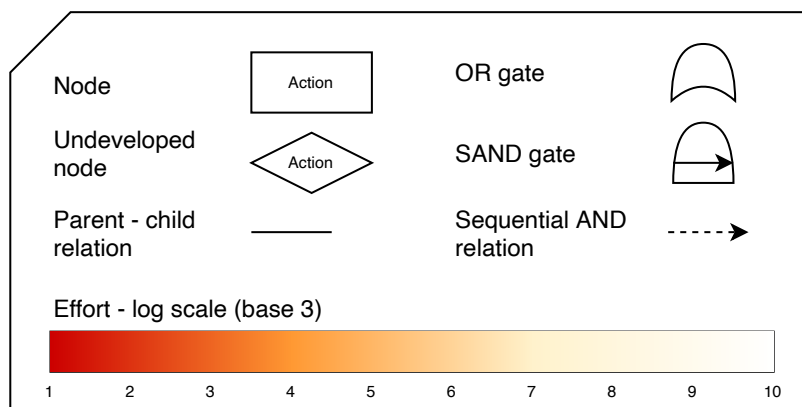 Node
Action
OR gate
Undeveloped
node
Action
SAND gate
Parent - child
relation
Sequential AND
relation
Effort - log scale (base 3)
1 2 3 4 5 6 7 8 9 10